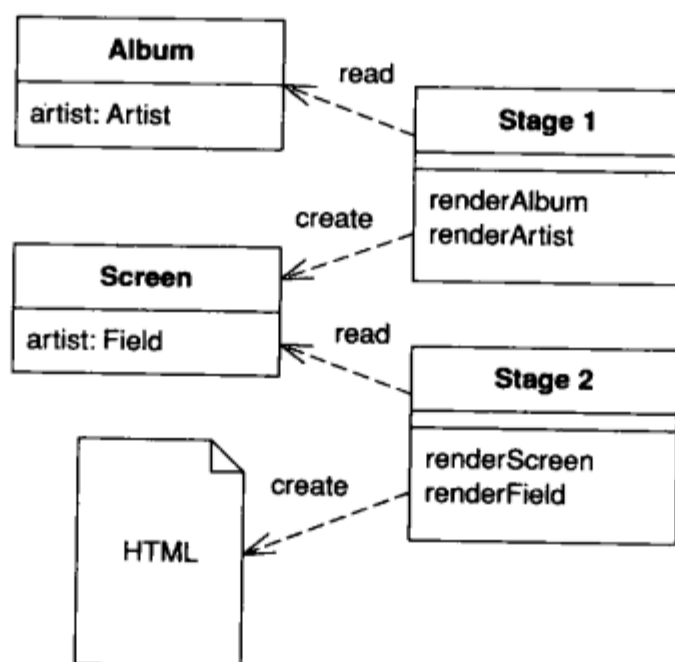 Album
artist: Artist
read
Stage 1
renderAlbum
renderArtist
create
Screen
artist: Field
read
Stage 2
renderScreen
renderField
create
HTML